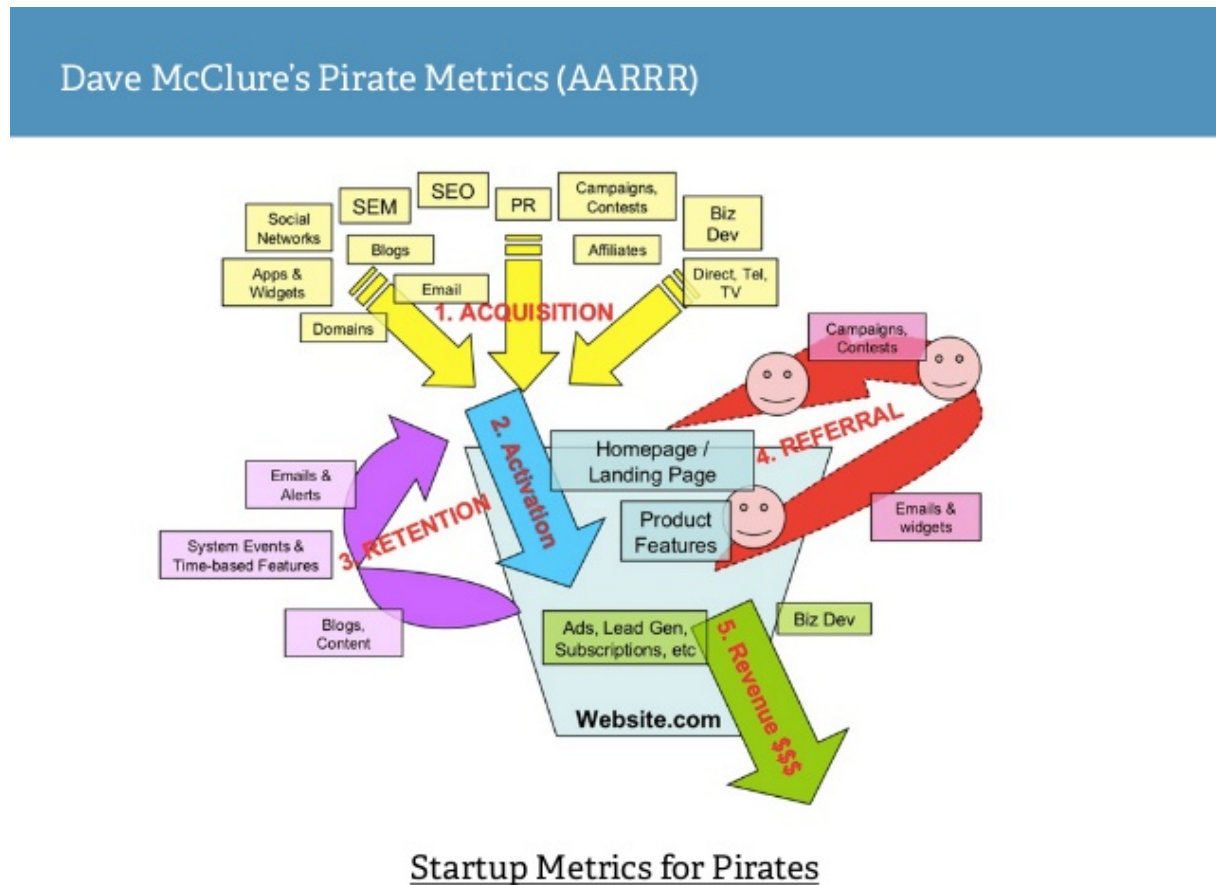 Dave McClure's Pirate Metrics (AARRR)
SEO
SEM
PR
Campaigns,
Contests
Biz
Dev
Social
Networks
Blogs
Affiliates
Apps &
Widgets
Email
Direct, Tel,
TV
Domains
1. ACQUISITION
Campaigns,
Contests
2. Activation
Homepage /
Landing Page
4. REFERRAL
Emails &
Alerts
Product
Features
Emails &
widgets
System Events &
Time-based Features
3. RETENTION
Blogs,
Content
Ads, Lead Gen,
Subscriptions, etc
Biz Dev
5. Revenue $$$
Website.com
Startup Metrics for Pirates